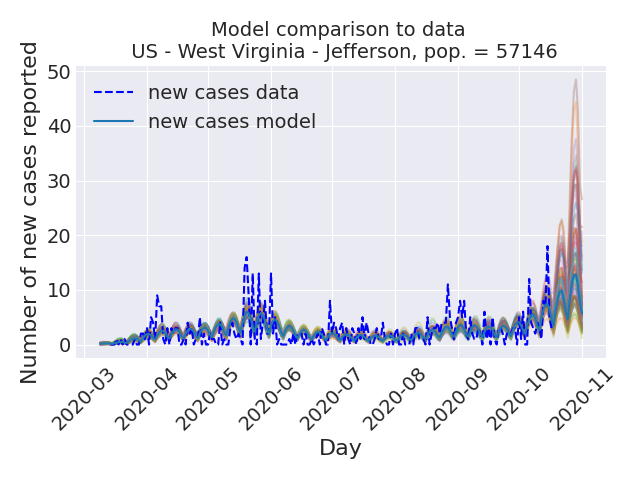 Model comparison to data
US - West Virginia - Jefferson, pop. = 57146
Number of new cases reported
50
40
30
20
10
0
new cases data
new cases model
2020-03
2020-04
2020-05
2020-06
2020-07
2020-08
2020-09
2020-10
2020-11
Day